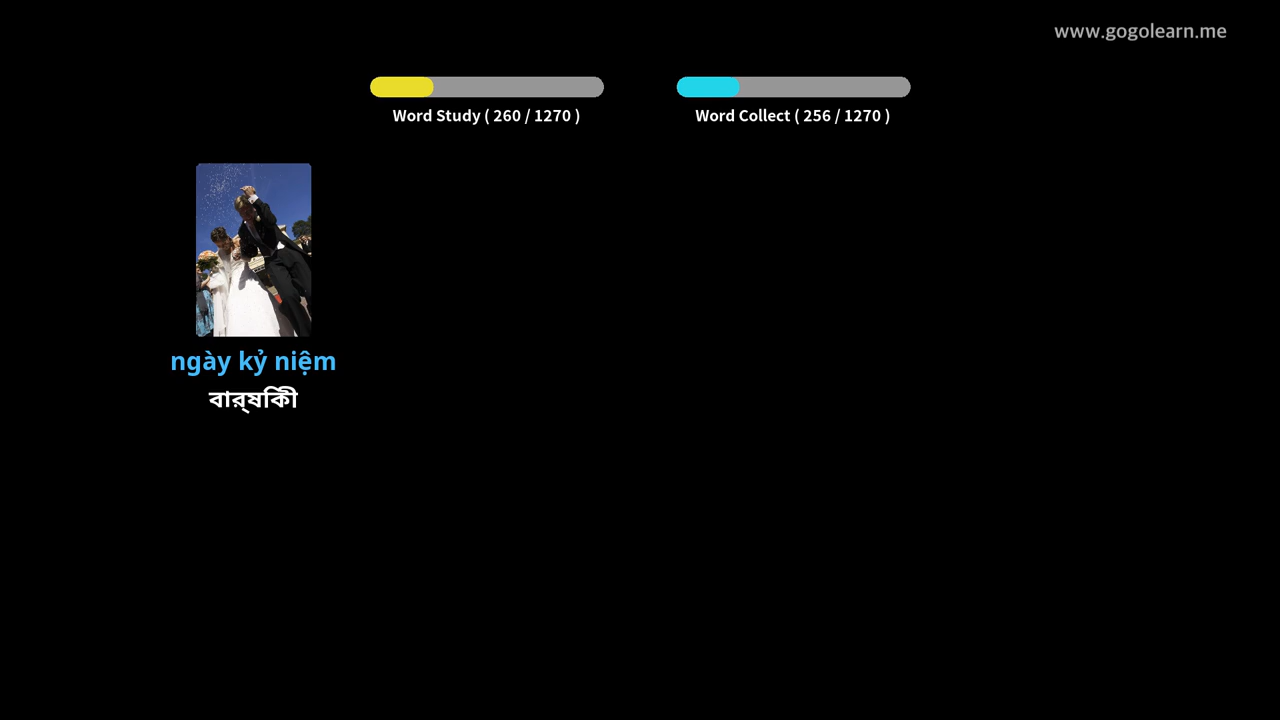 www.gogolearn.me
Word Study ( 260 / 1270 )
Word Collect ( 256 / 1270 )
ngày kỷ niệm
বার্ষিকী